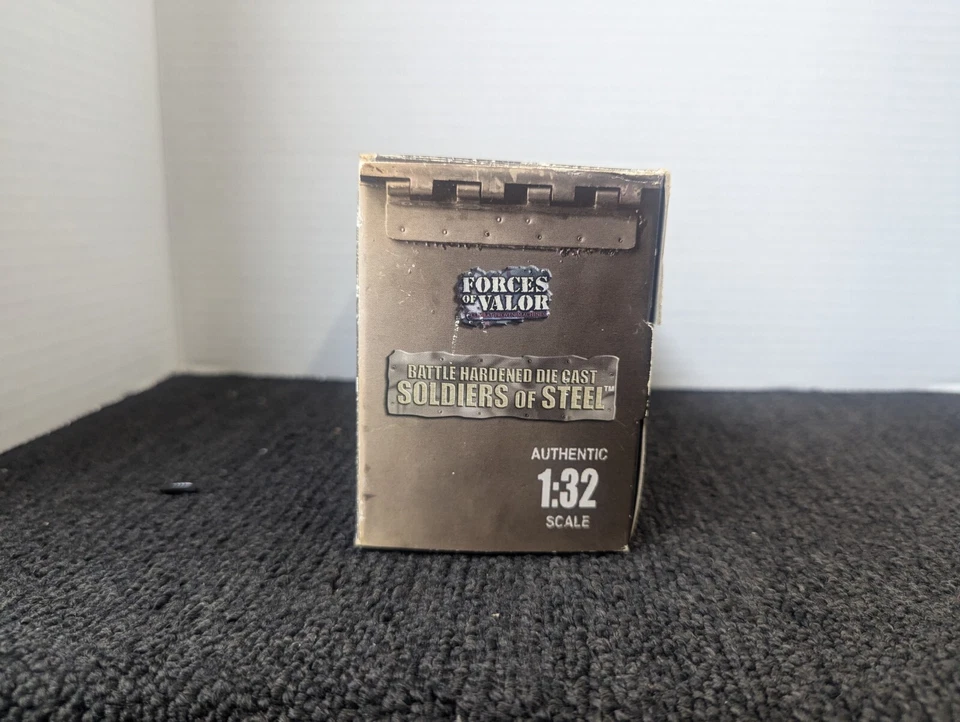 FORCES
OF VALOR
BATTLE HARDENED DIE CAST
SOLDIERS OF STEEL™
AUTHENTIC
1:32
SCALE